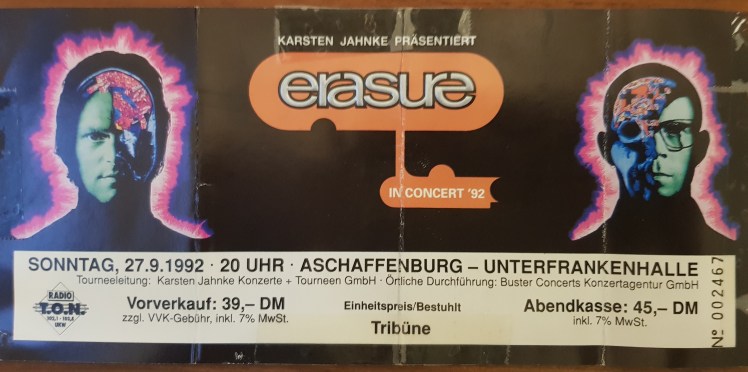 KARSTEN JAHNKE PRÄSENTIERT
erasure
IN CONCERT '92
SONNTAG, 27.9.1992 · 20 UHR · ASCHAFFENBURG – UNTERFRANKENHALLE
Tourneeleitung: Karsten Jahnke Konzerte + Tourneen GmbH · Örtliche Durchführung: Buster Concerts Konzertagentur GmbH
RADIO
T.O.N.
UKW
Vorverkauf: 39,– DM
zzgl. VVK-Gebühr, inkl. 7% MwSt.
Einheitspreis/Bestuhlt
Tribüne
Abendkasse: 45,– DM
inkl. 7% MwSt.
Nº 002467